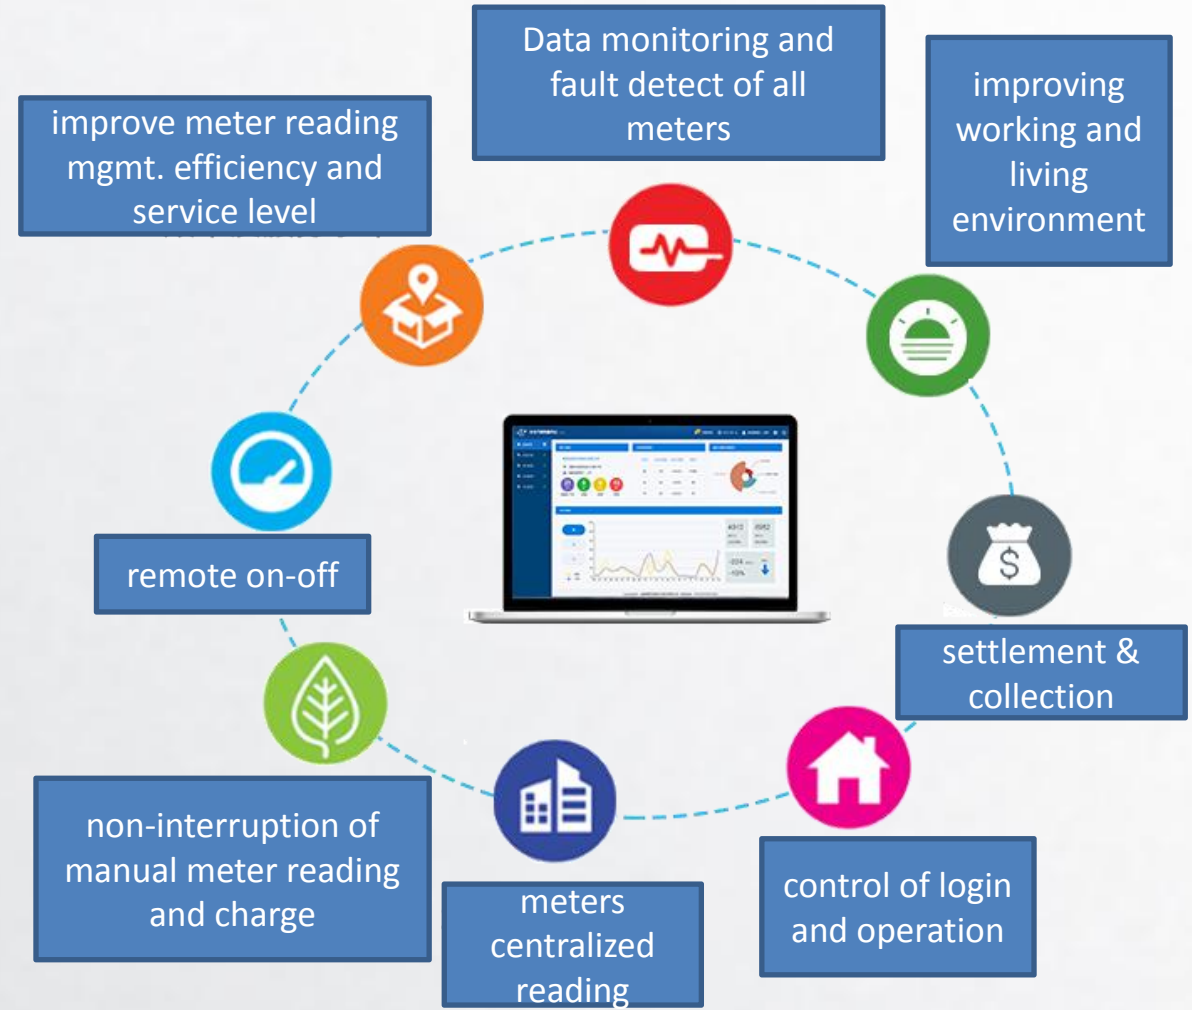 Data monitoring and
fault detect of all
meters
improving
working and
living
environment
improve meter reading
mgmt. efficiency and
service level
remote on-off
$
settlement &
collection
non-interruption of
manual meter reading
and charge
meters
centralized
reading
control of login
and operation